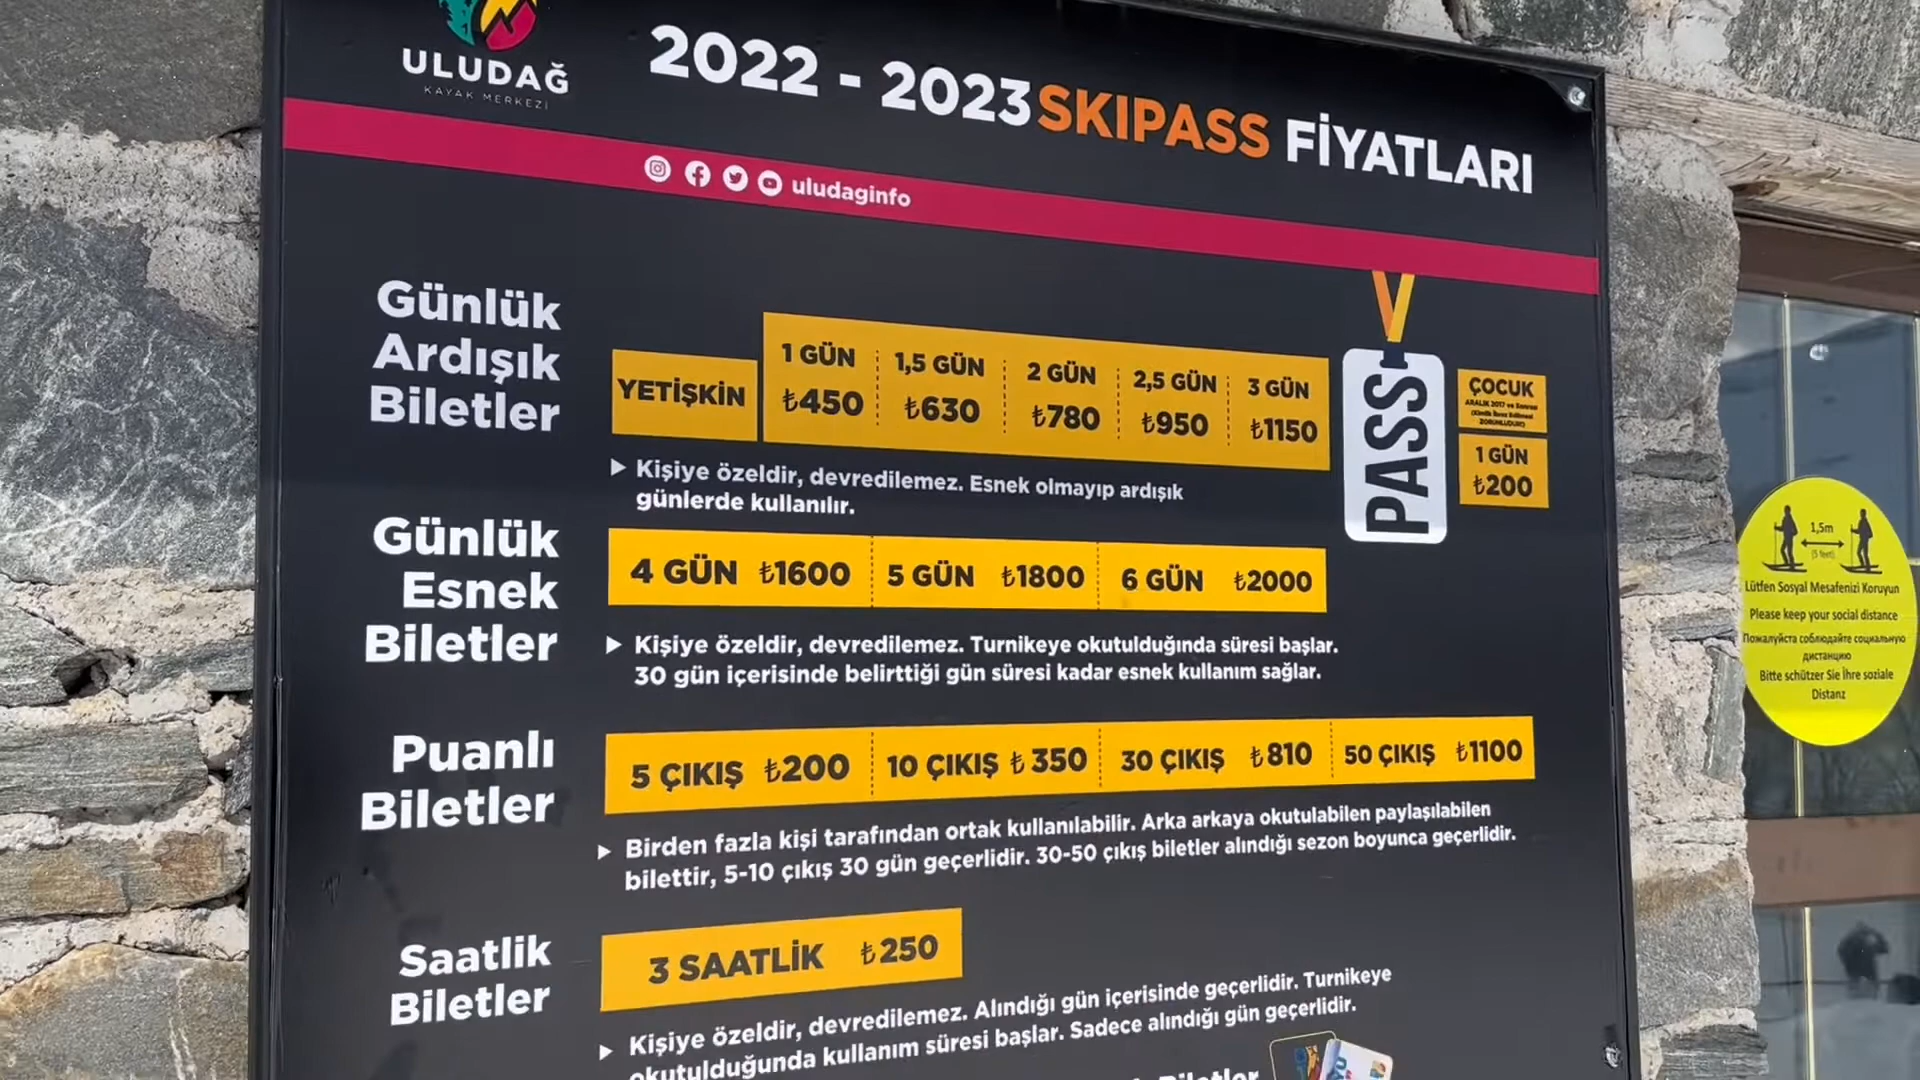 ULUDAĞ
KAYAK MERKEZİ
2022 - 2023 SKIPASS FİYATLARI
uludaginfo
Günlük
Ardışık
Biletler
YETİŞKİN
1 GÜN
₺450
1,5 GÜN
₺630
2 GÜN
₺780
2,5 GÜN
₺950
3 GÜN
₺1150
PASS
ÇOCUK
ARALIK 2017 ve Sonrası
(Kimlik İbraz Edilmesi
ZORUNLUDUR)
1 GÜN
₺200
Kişiye özeldir, devredilemez. Esnek olmayıp ardışık
günlerde kullanılır.
Günlük
Esnek
Biletler
4 GÜN ₺1600
5 GÜN ₺1800
6 GÜN ₺2000
Kişiye özeldir, devredilemez. Turnikeye okutulduğında süresi başlar.
30 gün içerisinde belirttiği gün süresi kadar esnek kullanım sağlar.
Puanlı
Biletler
5 ÇIKIŞ ₺200
10 ÇIKIŞ ₺350
30 ÇIKIŞ ₺810
50 ÇIKIŞ ₺1100
Birden fazla kişi tarafından ortak kullanılabilir. Arka arkaya okutulabilen paylaşılabilen
bilettir, 5-10 çıkış 30 gün geçerlidir. 30-50 çıkış biletler alındığı sezon boyunca geçerlidir.
Saatlik
Biletler
3 SAATLİK ₺250
Kişiye özeldir, devredilemez. Alındığı gün içerisinde geçerlidir. Turnikeye
okutulduğunda kullanım süresi başlar. Sadece alındığı gün geçerlidir.
Biletler
1,5m
(5 feet)
Lütfen Sosyal Mesafenizi Koruyun
Please keep your social distance
Пожалуйста соблюдайте социальную
дистанцию
Bitte schützer Sie İhre soziale
Distanz